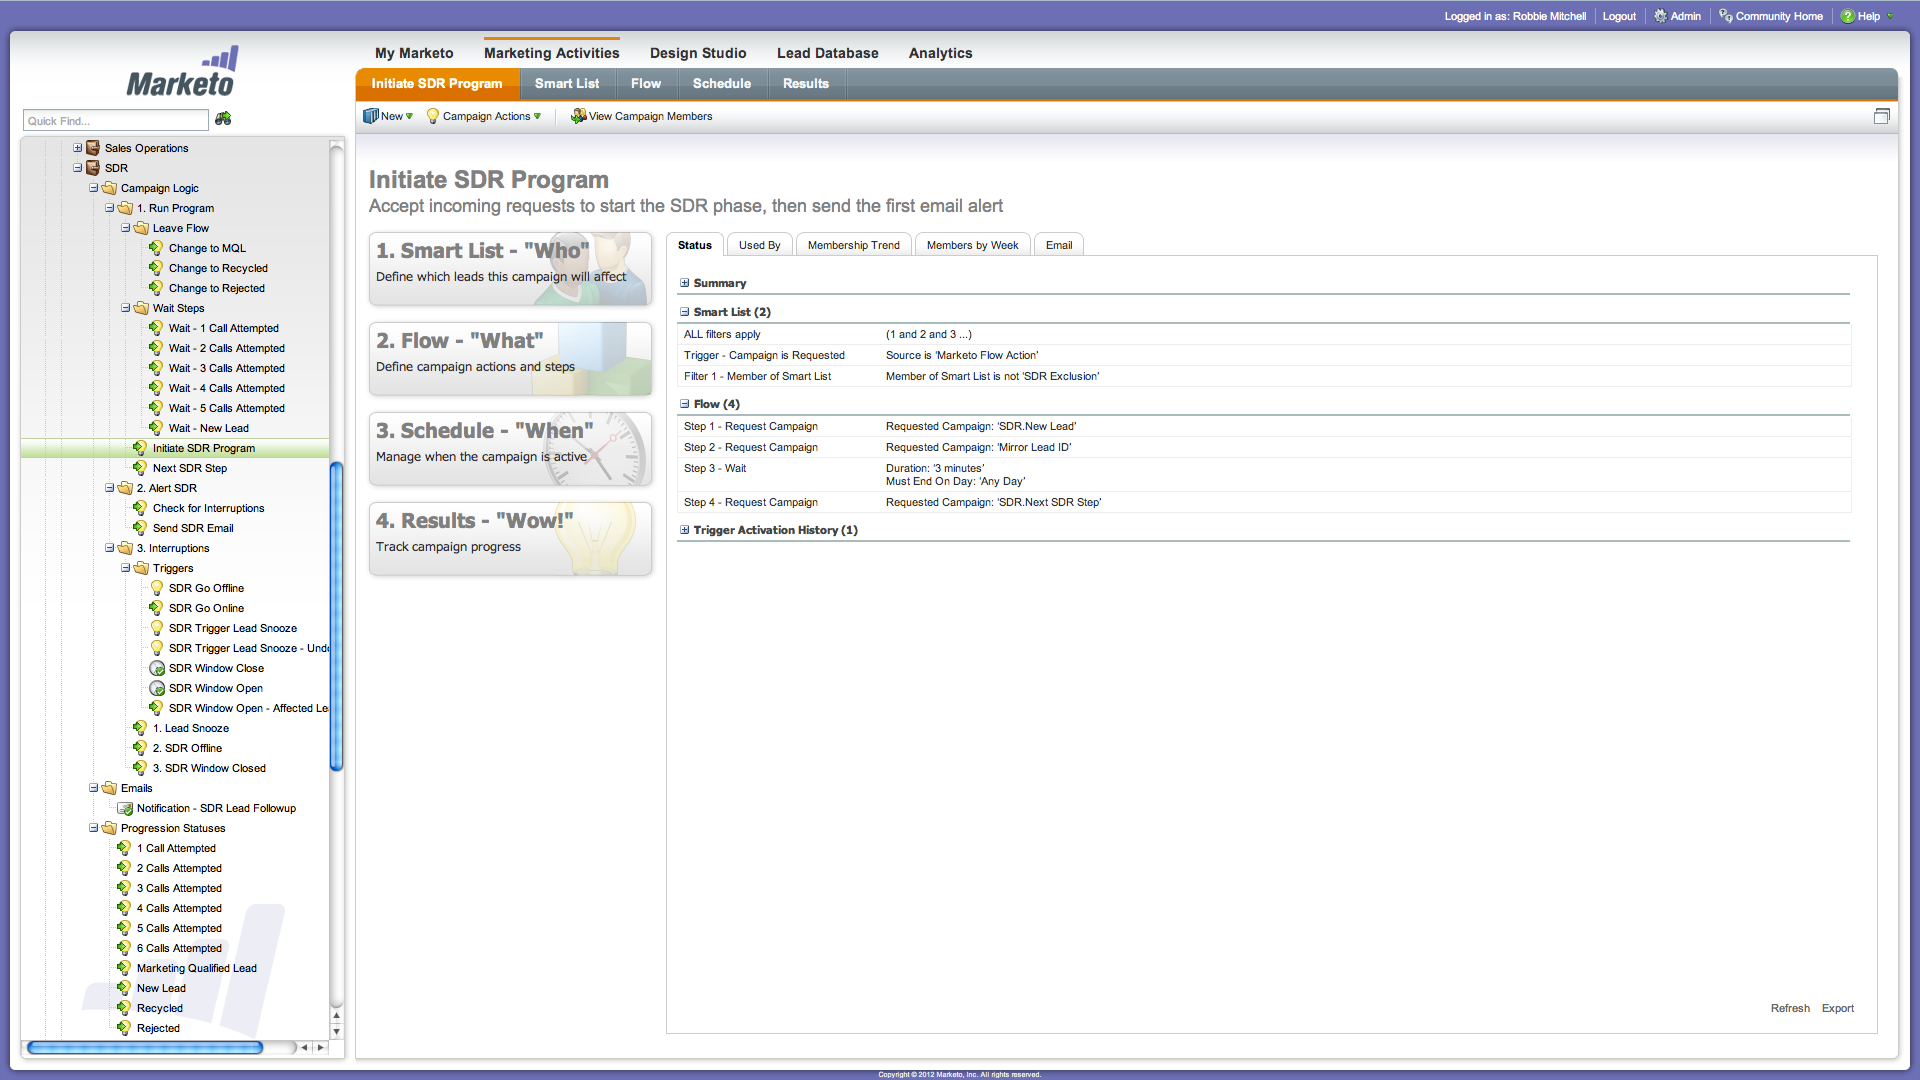 Logged in as: Robbie Mitchell
Logout
Admin
Community Home
Help
Marketo
My Marketo
Marketing Activities
Design Studio
Lead Database
Analytics
Initiate SDR Program
Smart List
Flow
Schedule
Results
Quick Find...
New
Campaign Actions
View Campaign Members
Sales Operations
SDR
Campaign Logic
1. Run Program
Leave Flow
Change to MQL
Change to Recycled
Change to Rejected
Wait Steps
Wait - 1 Call Attempted
Wait - 2 Calls Attempted
Wait - 3 Calls Attempted
Wait - 4 Calls Attempted
Wait - 5 Calls Attempted
Wait - New Lead
Initiate SDR Program
Next SDR Step
2. Alert SDR
Check for Interruptions
Send SDR Email
3. Interruptions
Triggers
SDR Go Offline
SDR Go Online
SDR Trigger Lead Snooze
SDR Trigger Lead Snooze - Undo
SDR Window Close
SDR Window Open
SDR Window Open - Affected Le
1. Lead Snooze
2. SDR Offline
3. SDR Window Closed
Emails
Notification - SDR Lead Followup
Progression Statuses
1 Call Attempted
2 Calls Attempted
3 Calls Attempted
4 Calls Attempted
5 Calls Attempted
6 Calls Attempted
Marketing Qualified Lead
New Lead
Recycled
Rejected
Initiate SDR Program
Accept incoming requests to start the SDR phase, then send the first email alert
1. Smart List - "Who"
Define which leads this campaign will affect
2. Flow - "What"
Define campaign actions and steps
3. Schedule - "When"
Manage when the campaign is active
4. Results - "Wow!"
Track campaign progress
Status
Used By
Membership Trend
Members by Week
Email
Summary
Smart List (2)
ALL filters apply (1 and 2 and 3 ...)
Trigger - Campaign is Requested Source is 'Marketo Flow Action'
Filter 1 - Member of Smart List Member of Smart List is not 'SDR Exclusion'
Flow (4)
Step 1 - Request Campaign Requested Campaign: 'SDR.New Lead'
Step 2 - Request Campaign Requested Campaign: 'Mirror Lead ID'
Step 3 - Wait Duration: '3 minutes'
Must End On Day: 'Any Day'
Step 4 - Request Campaign Requested Campaign: 'SDR.Next SDR Step'
Trigger Activation History (1)
Refresh
Export
Copyright © 2012 Marketo, Inc. All rights reserved.